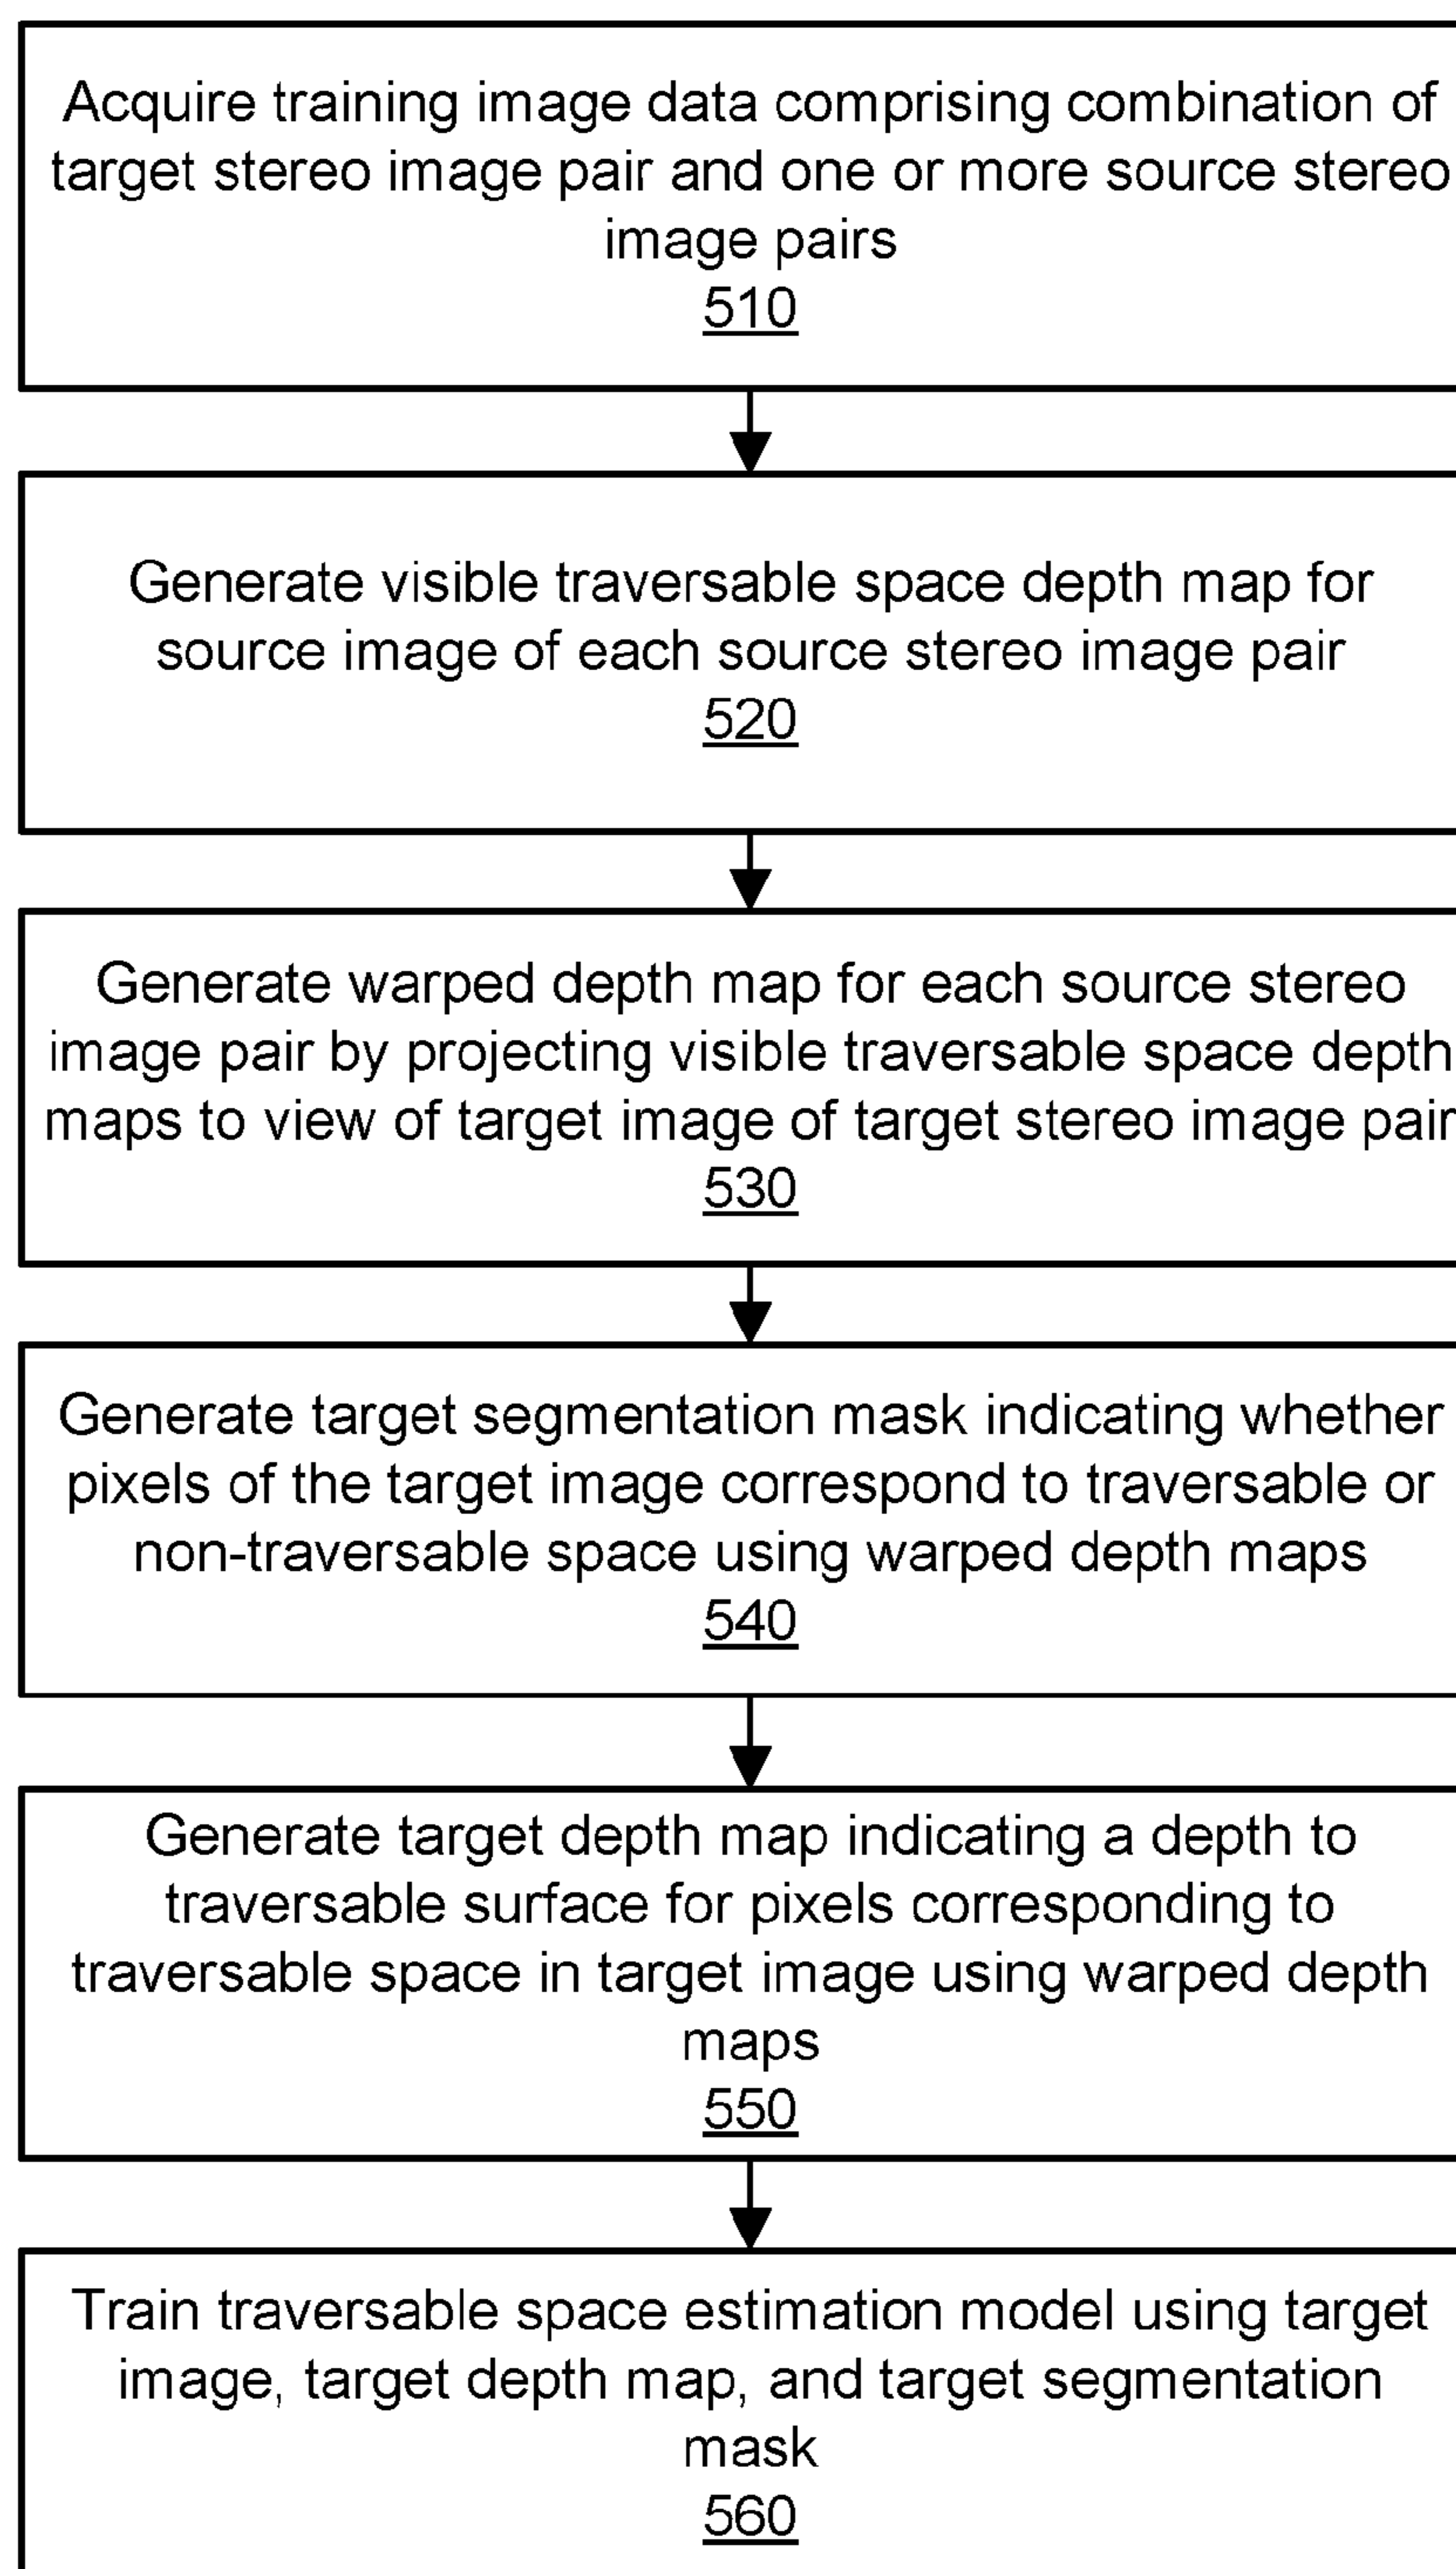 Acquire training image data comprising combination of
target stereo image pair and one or more source stereo
image pairs
510
Generate visible traversable space depth map for
source image of each source stereo image pair
520
Generate warped depth map for each source stereo
image pair by projecting visible traversable space depth
maps to view of target image of target stereo image pair
530
Generate target segmentation mask indicating whether
pixels of the target image correspond to traversable or
non-traversable space using warped depth maps
540
Generate target depth map indicating a depth to
traversable surface for pixels corresponding to
traversable space in target image using warped depth
maps
550
Train traversable space estimation model using target
image, target depth map, and target segmentation
mask
560